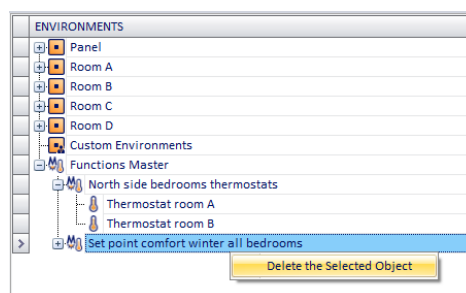 ENVIRONMENTS
Panel
Room A
Room B
Room C
Room D
Custom Environments
Functions Master
North side bedrooms thermostats
Thermostat room A
Thermostat room B
Set point comfort winter all bedrooms
Delete the Selected Object